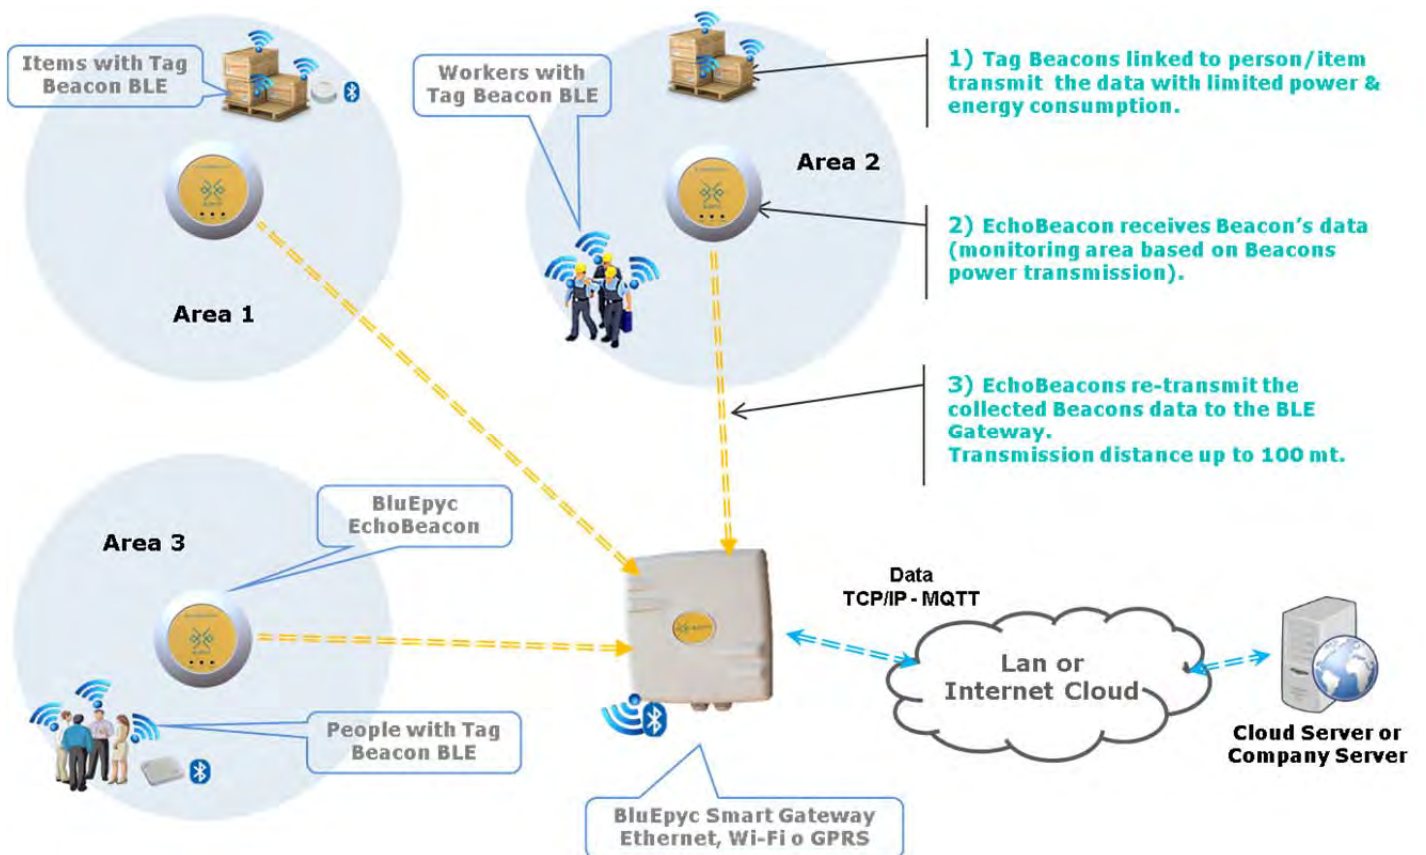 Items with Tag
Beacon BLE
Area 1
Workers with
Tag Beacon BLE
Area 2
1) Tag Beacons linked to person/item
transmit the data with limited power &
energy consumption.
2) EchoBeacon receives Beacon's data
(monitoring area based on Beacons
power transmission).
3) EchoBeacons re-transmit the
collected Beacons data to the BLE
Gateway.
Transmission distance up to 100 mt.
Area 3
BluEpyc
EchoBeacon
People with Tag
Beacon BLE
Data
TCP/IP - MQTT
Lan or
Internet Cloud
Cloud Server or
Company Server
BluEpyc Smart Gateway
Ethernet, Wi-Fi o GPRS